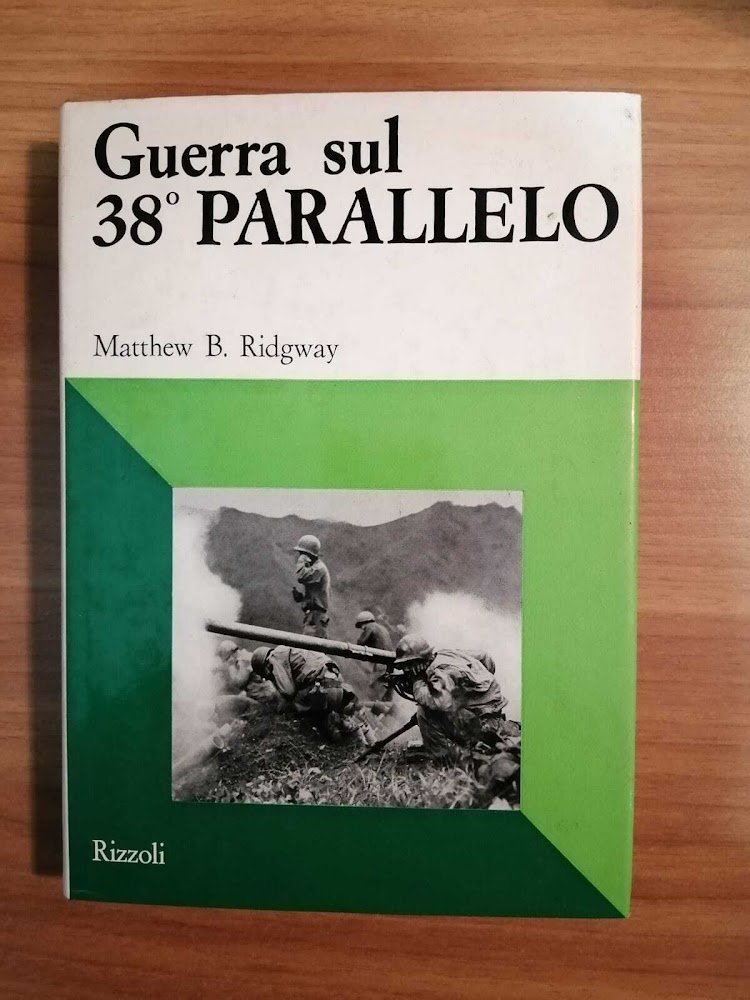 Guerra sul
38° PARALLELO
Matthew B. Ridgway
Rizzoli